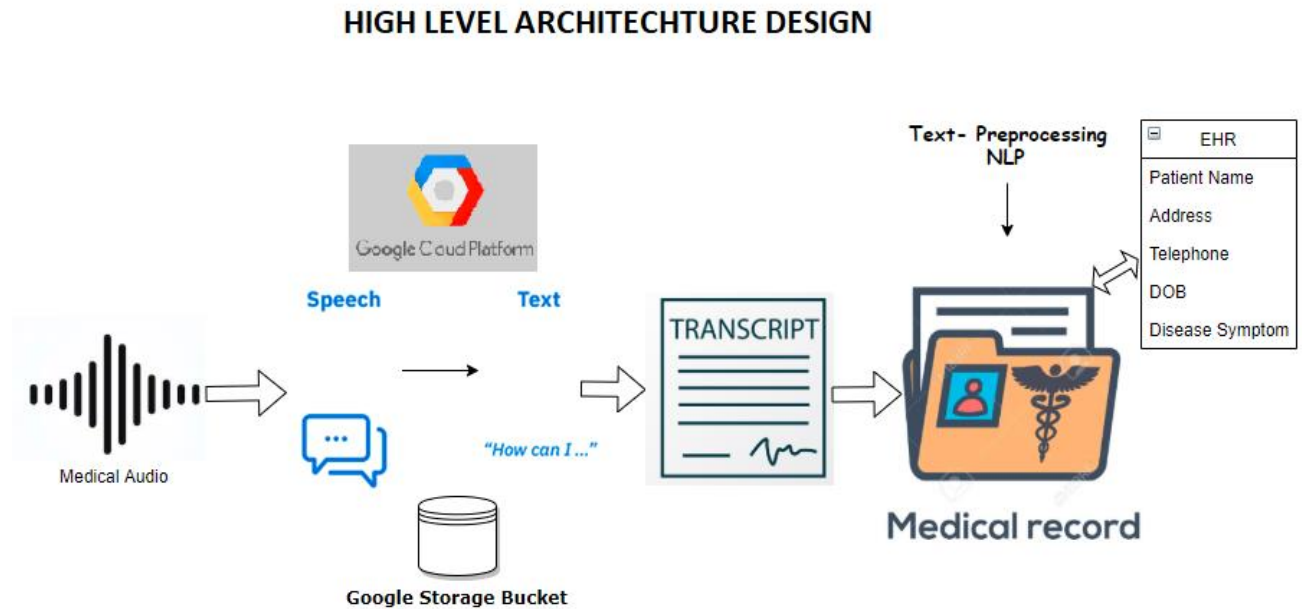 HIGH LEVEL ARCHITECHTURE DESIGN
Text- Preprocessing
NLP
EHR
Patient Name
Address
Telephone
DOB
Disease Symptom
Google Cloud Platform
Speech
Text
TRANSCRIPT
"How can I ..."
Medical Audio
Medical record
Google Storage Bucket